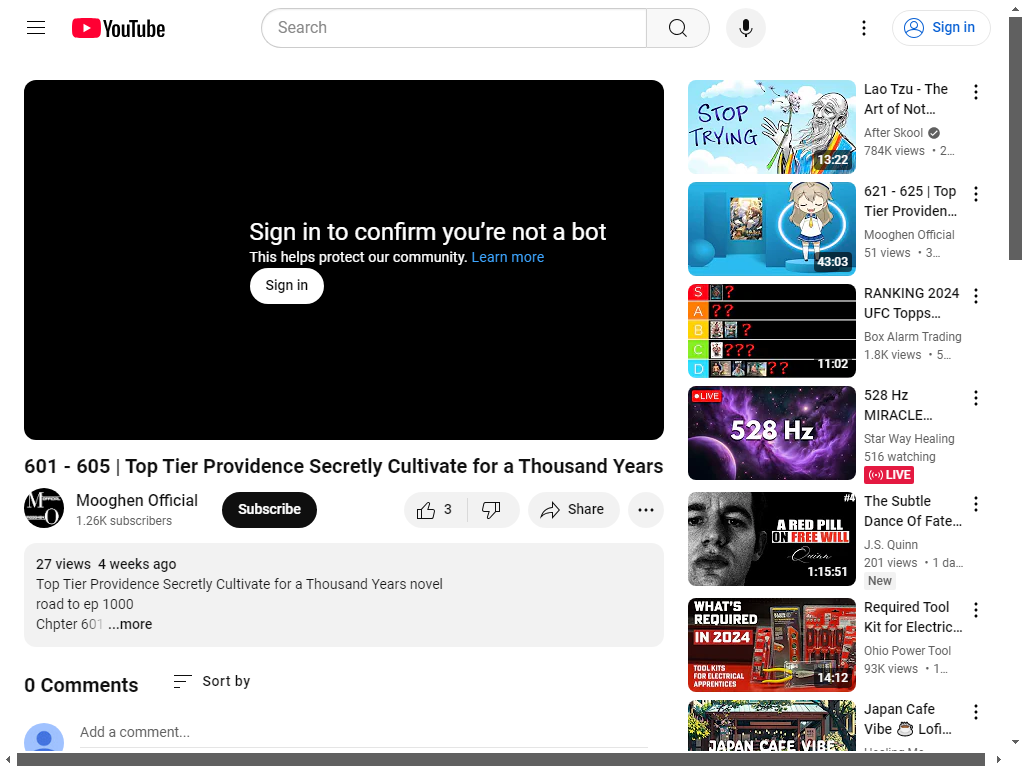 YouTube
Search
Sign in
Sign in to confirm you're not a bot
This helps protect our community. Learn more
Sign in
601 - 605 | Top Tier Providence Secretly Cultivate for a Thousand Years
Mooghen Official
1.26K subscribers
Subscribe
3
Share
27 views 4 weeks ago
Top Tier Providence Secretly Cultivate for a Thousand Years novel
road to ep 1000
Chpter 601 ...more
0 Comments
Sort by
Add a comment...
STOP
TRYING
13:22
Lao Tzu - The
Art of Not...
After Skool
784K views • 2...
43:03
621 - 625 | Top
Tier Providen...
Mooghen Official
51 views • 3...
S ?
A ??
B ?
C ???
D ??
11:02
RANKING 2024
UFC Topps...
Box Alarm Trading
1.8K views • 5...
LIVE
528 Hz
528 Hz
MIRACLE...
Star Way Healing
516 watching
LIVE
#4
A RED PILL
ON FREE WILL
Quinn
1:15:51
The Subtle
Dance Of Fate...
J.S. Quinn
201 views • 1 da...
New
WHAT'S
REQUIRED
IN 2024
TOOL KITS
FOR ELECTRICAL
APPRENTICES
14:12
Required Tool
Kit for Electric...
Ohio Power Tool
93K views • 1...
JAPAN CAFE VIBE
Japan Cafe
Vibe ☕ Lofi...